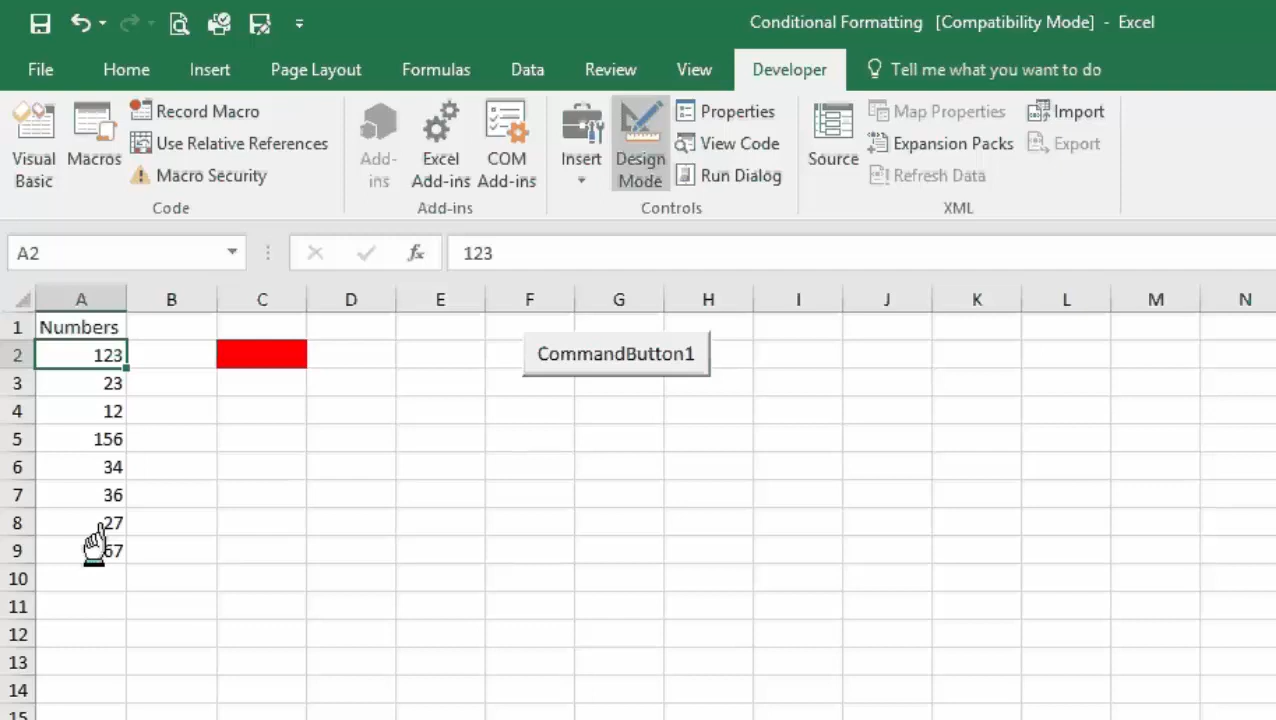 Conditional Formatting [Compatibility Mode] - Excel
File Home Insert Page Layout Formulas Data Review View Developer Tell me what you want to do
Visual Basic
Macros
Record Macro
Use Relative References
Macro Security
Code
Add-ins
Excel Add-ins
COM Add-ins
Add-ins
Insert
Design Mode
Properties
View Code
Run Dialog
Controls
Source
Map Properties
Expansion Packs
Refresh Data
Import
Export
XML
A2 fx 123
A B C D E F G H I J K L M N
1 Numbers
2 123 CommandButton1
3 23
4 12
5 156
6 34
7 36
8 27
9 67
10
11
12
13
14
15